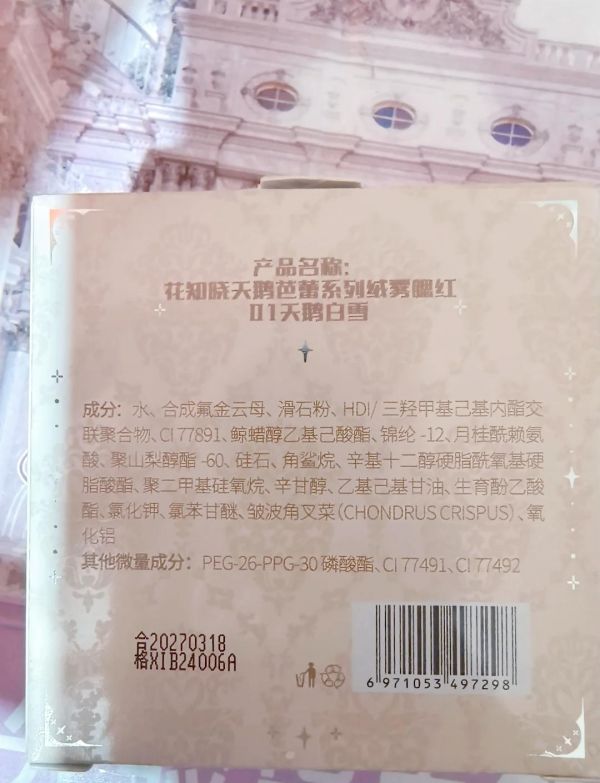 产品名称：
花知晓天鹅芭蕾系列绒雾腮红
01天鹅白雪
成分：水、合成氟金云母、滑石粉、HDI/三羟甲基己基内酯交
联聚合物、CI 77891、鲸蜡醇乙基己酸酯、锦纶-12、月桂酰赖氨
酸、聚山梨醇酯-60、硅石、角鲨烷、辛基十二醇硬脂酰氧基硬
脂酸酯、聚二甲基硅氧烷、辛甘醇、乙基己基甘油、生育酚乙酸
酯、氯化钾、氯苯甘醚、皱波角叉菜（CHONDRUS CRISPUS）、氧
化铝
其他微量成分：PEG-26-PPG-30 磷酸酯、CI 77491、CI 77492
合20270318
格XIB24006A
6 971053 497298